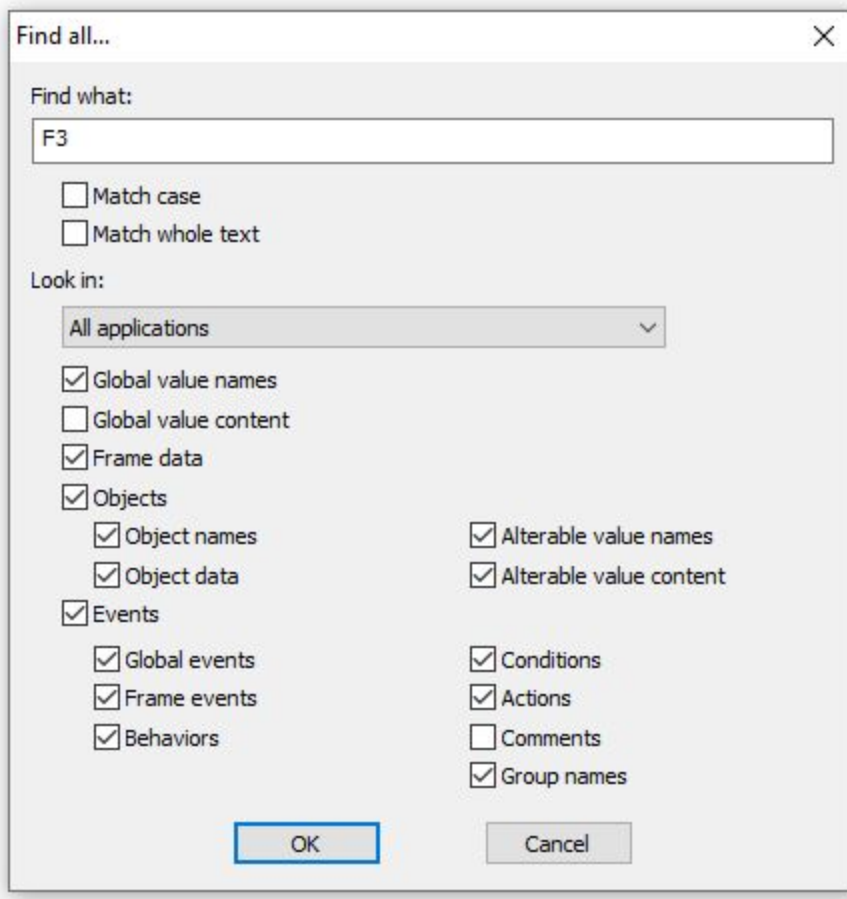 Find all...
Find what:
F3
Match case
Match whole text
Look in:
All applications
Global value names
Global value content
Frame data
Objects
Object names Alterable value names
Object data Alterable value content
Events
Global events Conditions
Frame events Actions
Behaviors Comments
Group names
OK Cancel